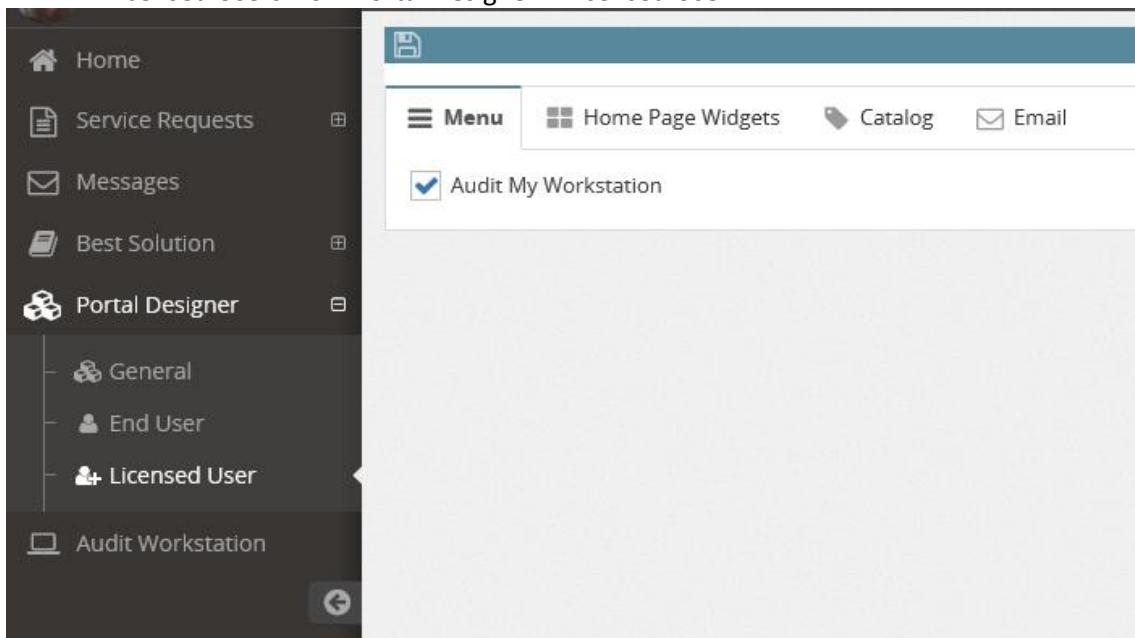 Home
Service Requests
Messages
Best Solution
Portal Designer
General
End User
Licensed User
Audit Workstation
Menu Home Page Widgets Catalog Email
Audit My Workstation